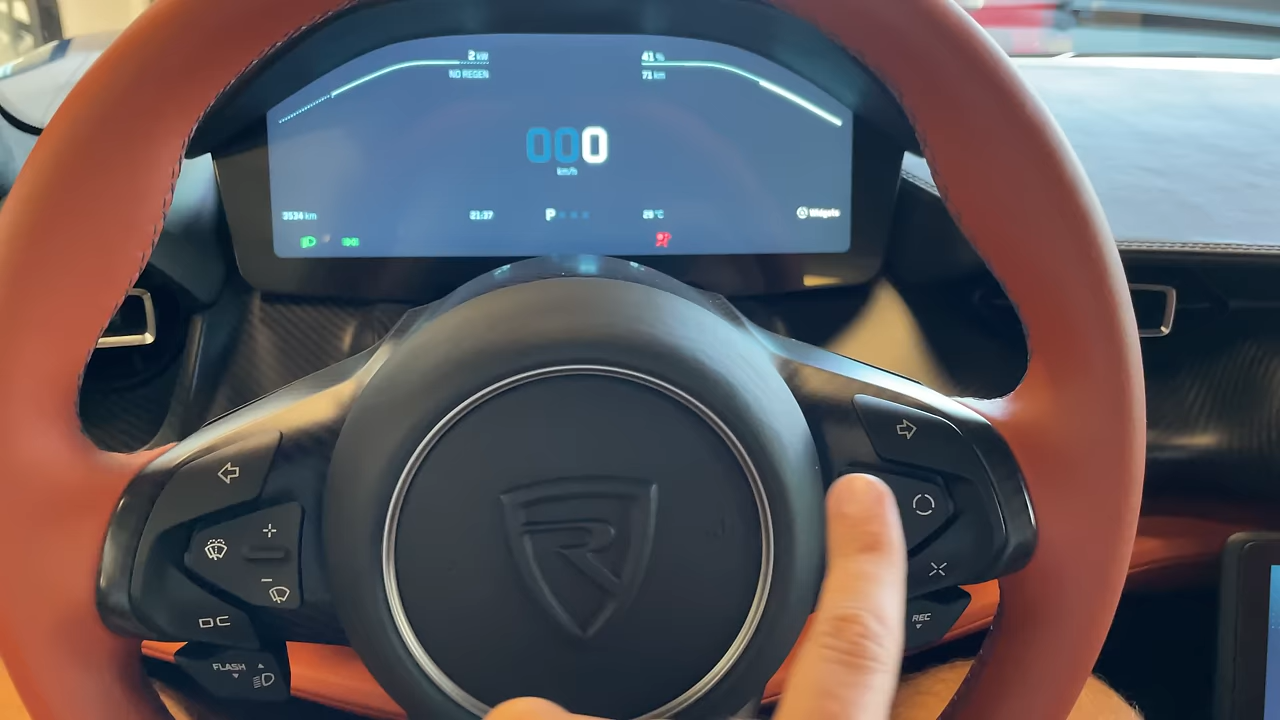 2 kW
NO REGEN
41 %
71 km
000
km/h
3534 km
21:37
P
29 °C
Widgets
R
DC
FLASH
REC